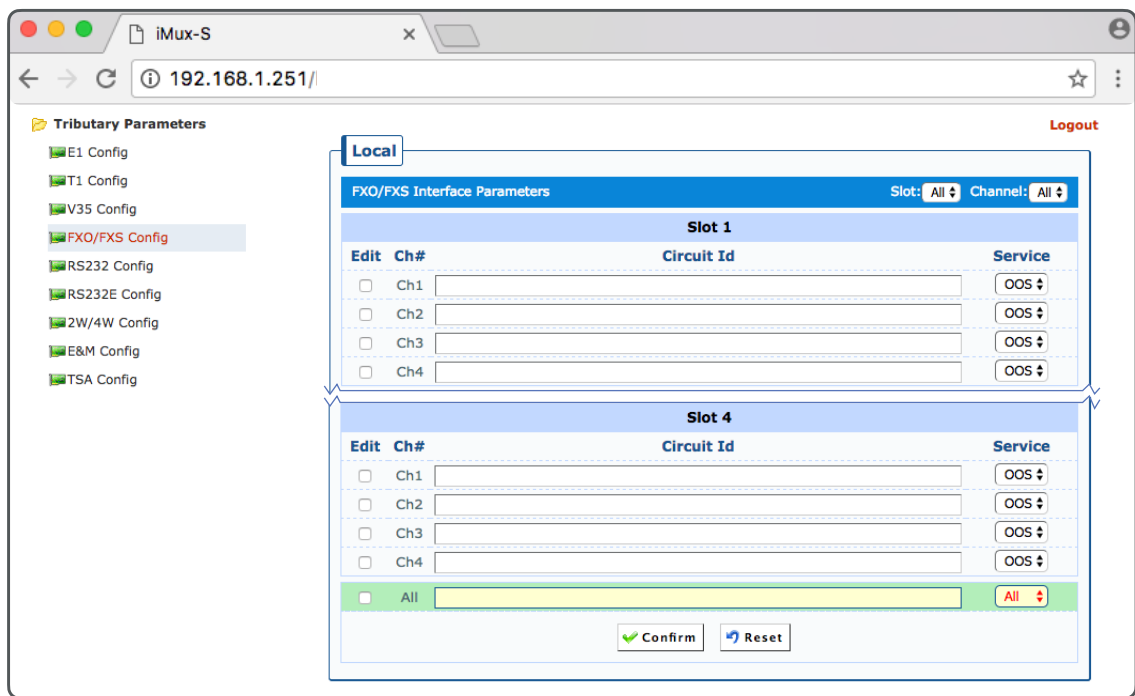 iMux-S
192.168.1.251/
Tributary Parameters
E1 Config
T1 Config
V35 Config
FXO/FXS Config
RS232 Config
RS232E Config
2W/4W Config
E&M Config
TSA Config
Logout
Local
FXO/FXS Interface Parameters Slot: All Channel: All
Slot 1
Edit Ch# Circuit Id Service
Ch1 OOS
Ch2 OOS
Ch3 OOS
Ch4 OOS
Slot 4
Edit Ch# Circuit Id Service
Ch1 OOS
Ch2 OOS
Ch3 OOS
Ch4 OOS
All All
Confirm Reset